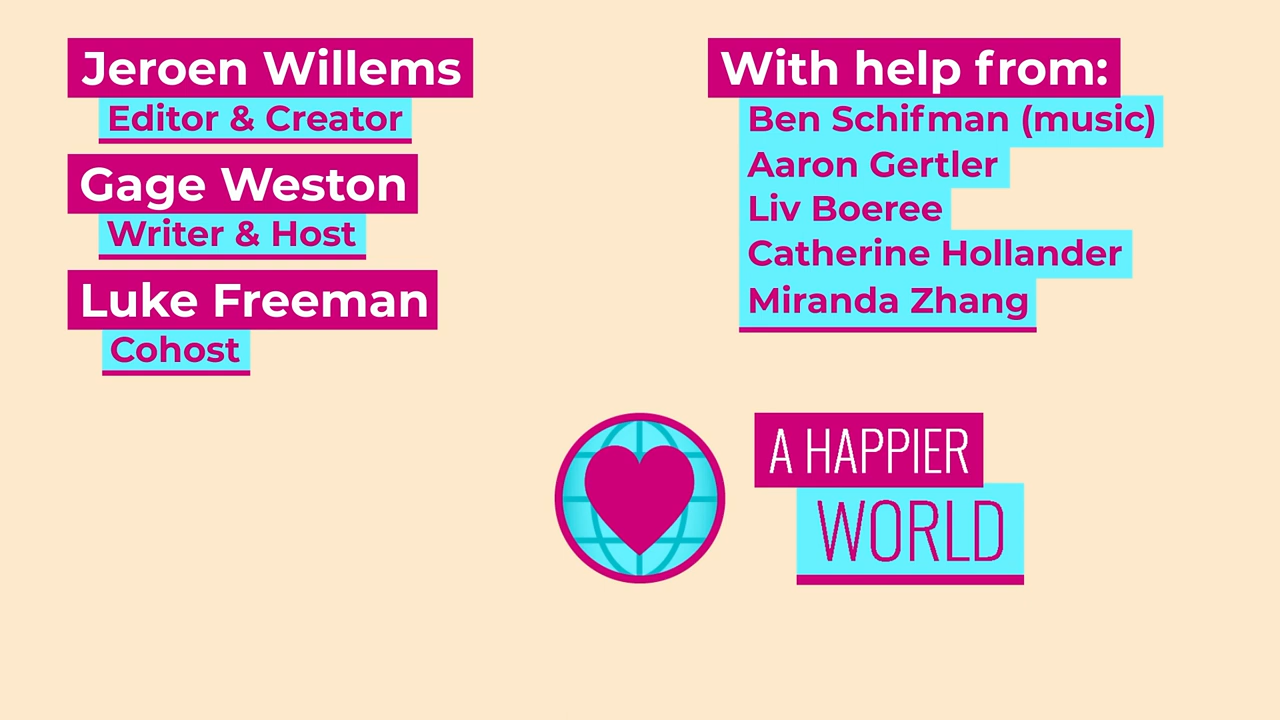 Jeroen Willems
Editor & Creator
Gage Weston
Writer & Host
Luke Freeman
Cohost
With help from:
Ben Schifman (music)
Aaron Gertler
Liv Boeree
Catherine Hollander
Miranda Zhang
A HAPPIER
WORLD